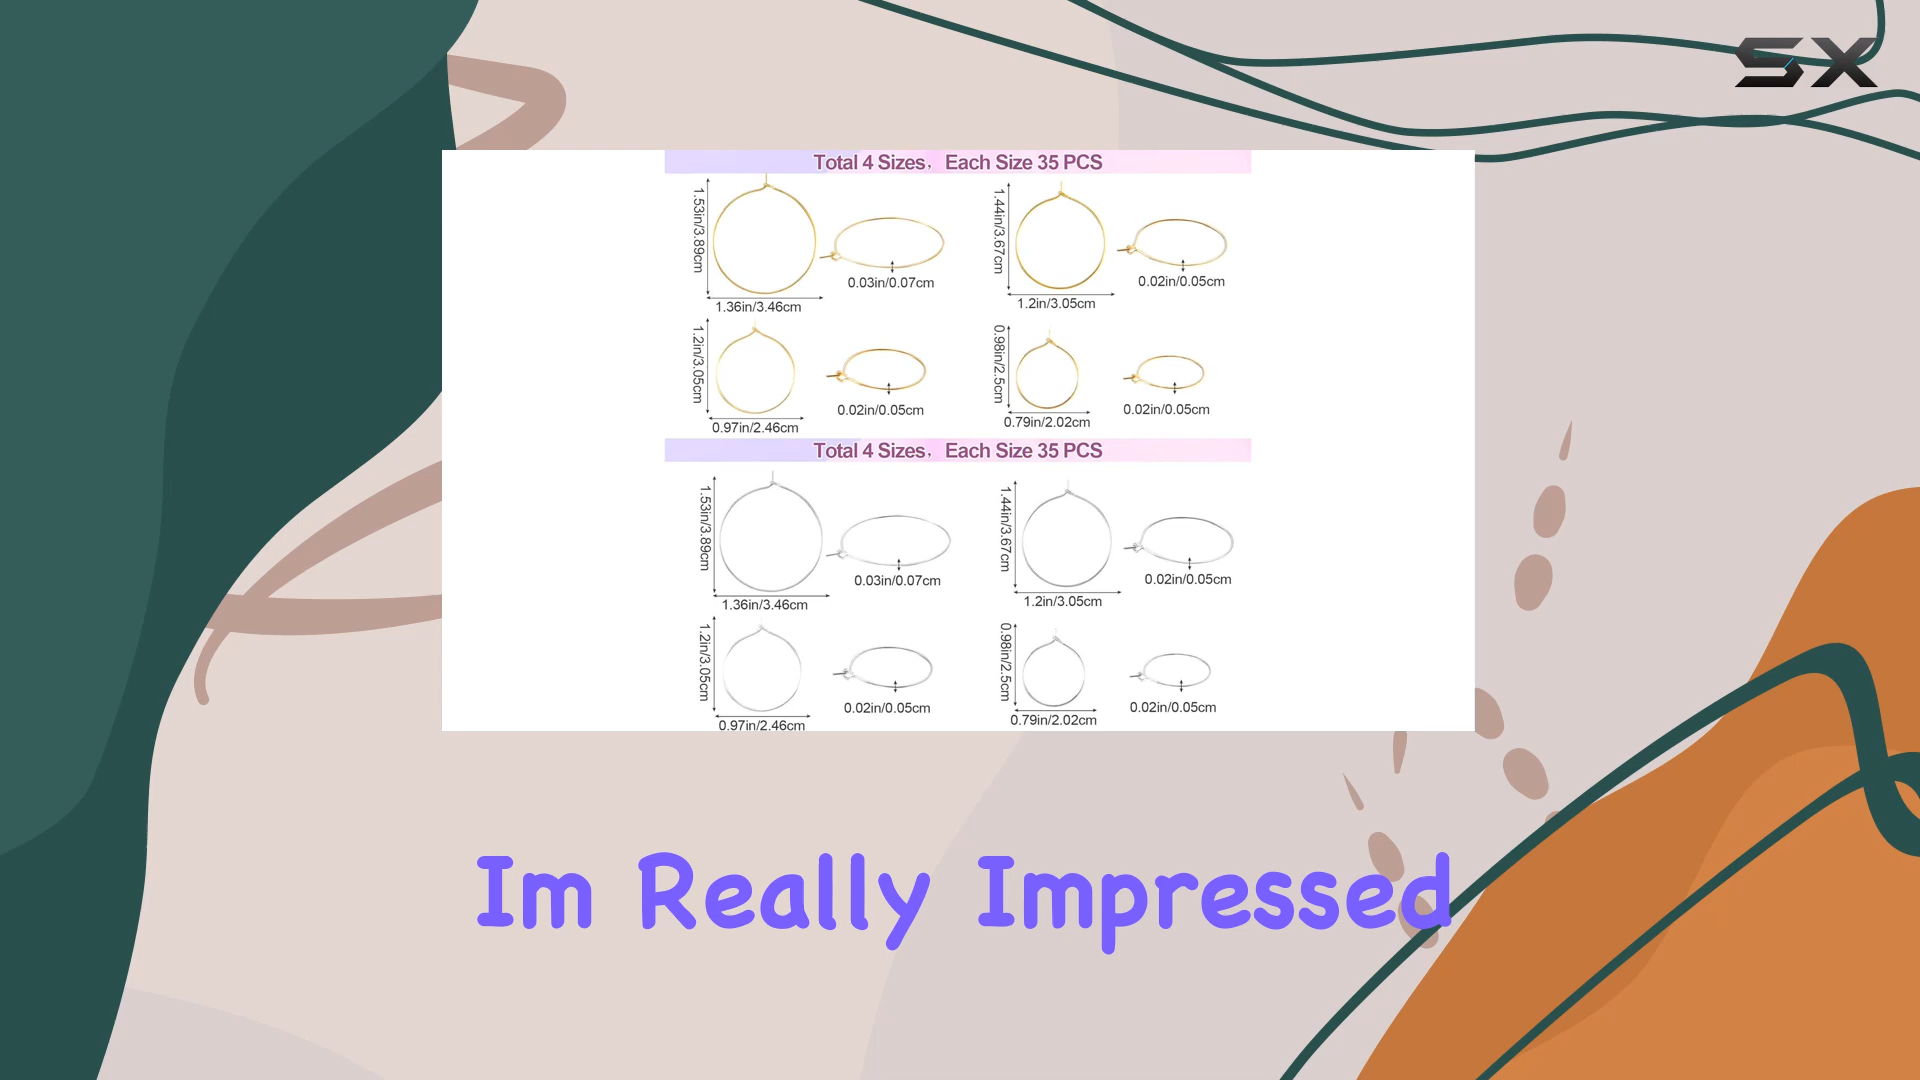 SX
Total 4 Sizes, Each Size 35 PCS
1.53in/3.89cm
0.03in/0.07cm
1.36in/3.46cm
1.44in/3.67cm
0.02in/0.05cm
1.2in/3.05cm
1.2in/3.05cm
0.02in/0.05cm
0.97in/2.46cm
0.98in/2.5cm
0.02in/0.05cm
0.79in/2.02cm
Total 4 Sizes, Each Size 35 PCS
1.53in/3.89cm
0.03in/0.07cm
1.36in/3.46cm
1.44in/3.67cm
0.02in/0.05cm
1.2in/3.05cm
1.2in/3.05cm
0.02in/0.05cm
0.97in/2.46cm
0.98in/2.5cm
0.02in/0.05cm
0.79in/2.02cm
Im Really Impressed